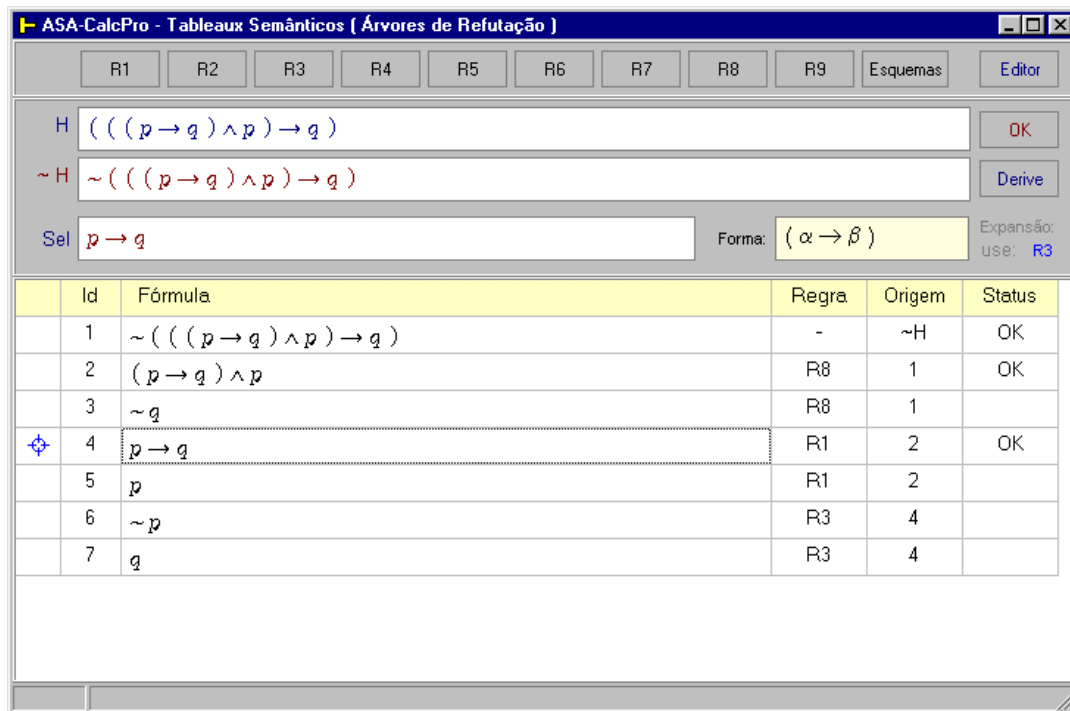 ASA-CalcPro - Tableaux Semânticos ( Árvores de Refutação )
R1 R2 R3 R4 R5 R6 R7 R8 R9 Esquemas Editor
H ( ( ( p → q ) ∧ p ) → q ) OK
~ H ~ ( ( ( p → q ) ∧ p ) → q ) Derive
Sel p → q Forma: ( α → β ) Expansão: use: R3
Id Fórmula Regra Origem Status
1 ~ ( ( ( p → q ) ∧ p ) → q ) - ~H OK
2 ( p → q ) ∧ p R8 1 OK
3 ~ q R8 1
4 p → q R1 2 OK
5 p R1 2
6 ~ p R3 4
7 q R3 4